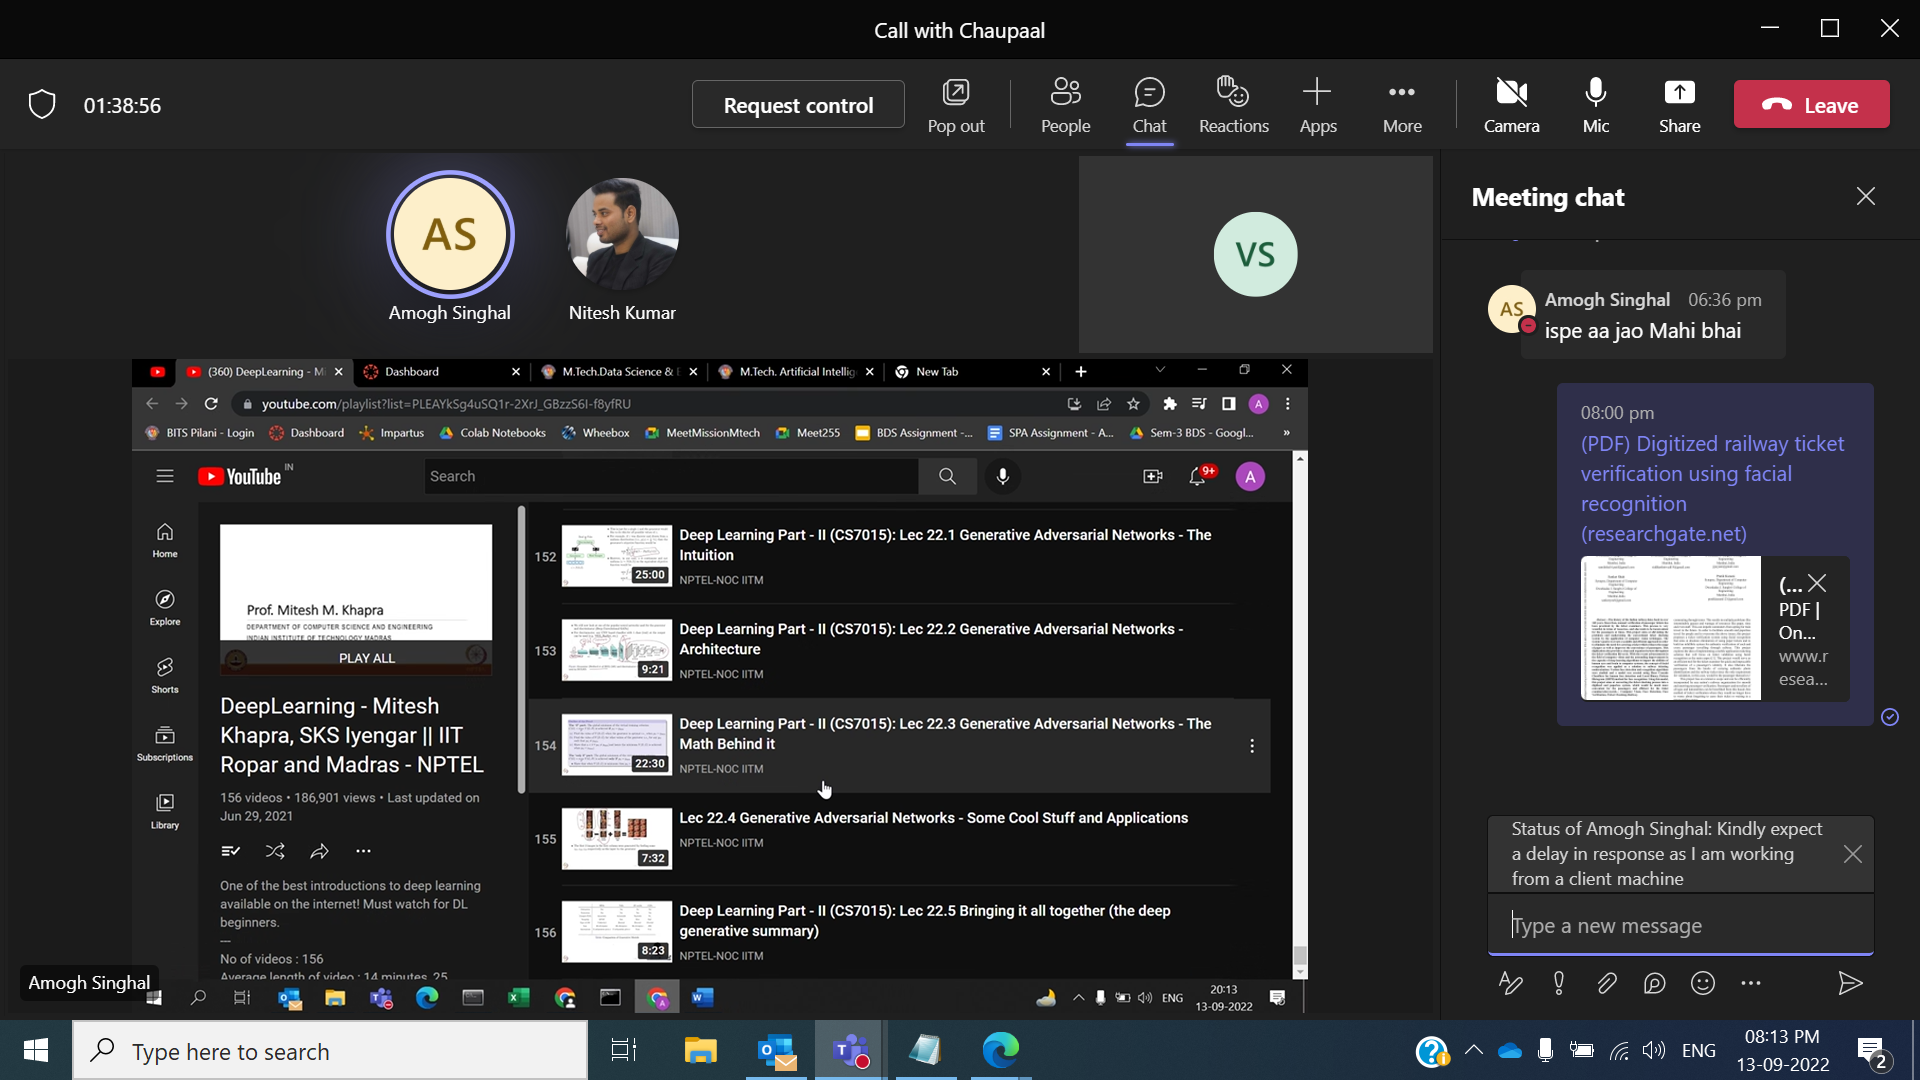 Call with Chaupaal
01:38:56
Request control
Pop out
People
Chat
Reactions
Apps
More
Camera
Mic
Share
Leave
AS
Amogh Singhal
Nitesh Kumar
VS
Meeting chat
AS
Amogh Singhal 06:36 pm
ispe aa jao Mahi bhai
08:00 pm
(PDF) Digitized railway ticket
verification using facial
recognition
(researchgate.net)
(...
PDF |
On...
www.r
esea...
Status of Amogh Singhal: Kindly expect
a delay in response as I am working
from a client machine
Type a new message
(360) DeepLearning - Mi
Dashboard
M.Tech.Data Science & E
M.Tech. Artificial Intellig
New Tab
youtube.com/playlist?list=PLEAYkSg4uSQ1r-2XrJ_GBzzS6I-f8yfRU
A
BITS Pilani - Login
Dashboard
Impartus
Colab Notebooks
Wheebox
MeetMissionMtech
Meet255
BDS Assignment -...
SPA Assignment - A...
Sem-3 BDS - Googl...
»
YouTube IN
Search
9+
A
Home
Explore
Shorts
Subscriptions
Library
Prof. Mitesh M. Khapra
DEPARTMENT OF COMPUTER SCIENCE AND ENGINEERING
INDIAN INSTITUTE OF TECHNOLOGY MADRAS
PLAY ALL
DeepLearning - Mitesh
Khapra, SKS Iyengar || IIT
Ropar and Madras - NPTEL
156 videos • 186,901 views • Last updated on
Jun 29, 2021
One of the best introductions to deep learning
available on the internet! Must watch for DL
beginners.
---
No of videos : 156
Average length of video : 14 minutes, 25
152
25:00
Deep Learning Part - II (CS7015): Lec 22.1 Generative Adversarial Networks - The
Intuition
NPTEL-NOC IITM
153
9:21
Deep Learning Part - II (CS7015): Lec 22.2 Generative Adversarial Networks -
Architecture
NPTEL-NOC IITM
154
22:30
Deep Learning Part - II (CS7015): Lec 22.3 Generative Adversarial Networks - The
Math Behind it
NPTEL-NOC IITM
155
7:32
Lec 22.4 Generative Adversarial Networks - Some Cool Stuff and Applications
NPTEL-NOC IITM
156
8:23
Deep Learning Part - II (CS7015): Lec 22.5 Bringing it all together (the deep
generative summary)
NPTEL-NOC IITM
Amogh Singhal
ENG
20:13
13-09-2022
Type here to search
ENG
08:13 PM
13-09-2022
2